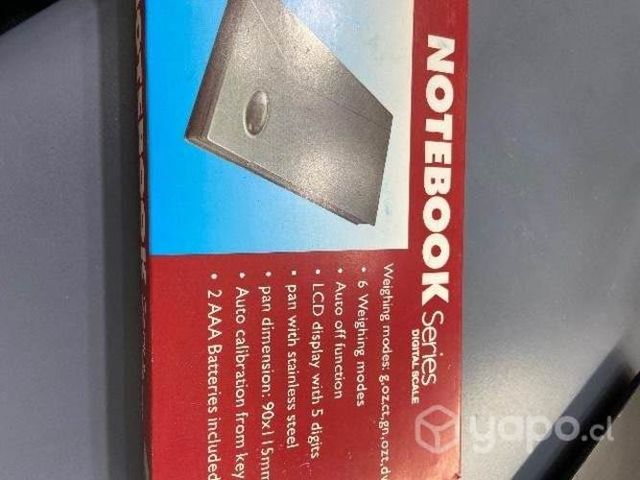 NOTEBOOK Series
DIGITAL SCALE
Weighing modes: g,oz,ct,gn,ozt,dw
• 6 Weighing modes
• Auto off function
• LCD display with 5 digits
• pan with stainless steel
• pan dimension: 90x115mm
• Auto calibration from key
• 2 AAA Batteries included
NOTEBOOK
yapo.cl